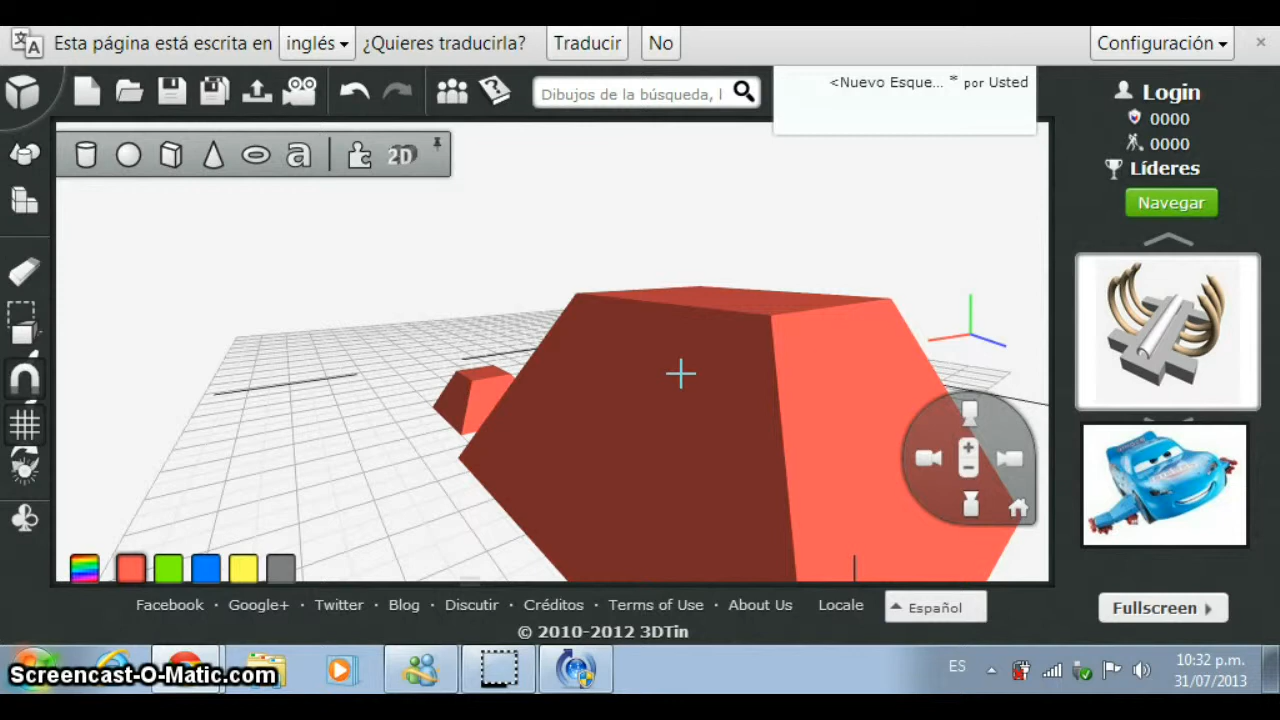 Esta página está escrita en inglés ¿Quieres traducirla? Traducir No Configuración
Dibujos de la búsqueda, l
<Nuevo Esque... * por Usted
Login
0000
0000
Líderes
Navegar
a 2D
Facebook · Google+ · Twitter · Blog · Discutir · Créditos · Terms of Use · About Us Locale Español
Fullscreen
© 2010-2012 3DTin
Screencast-O-Matic.com
ES
10:32 p.m.
31/07/2013